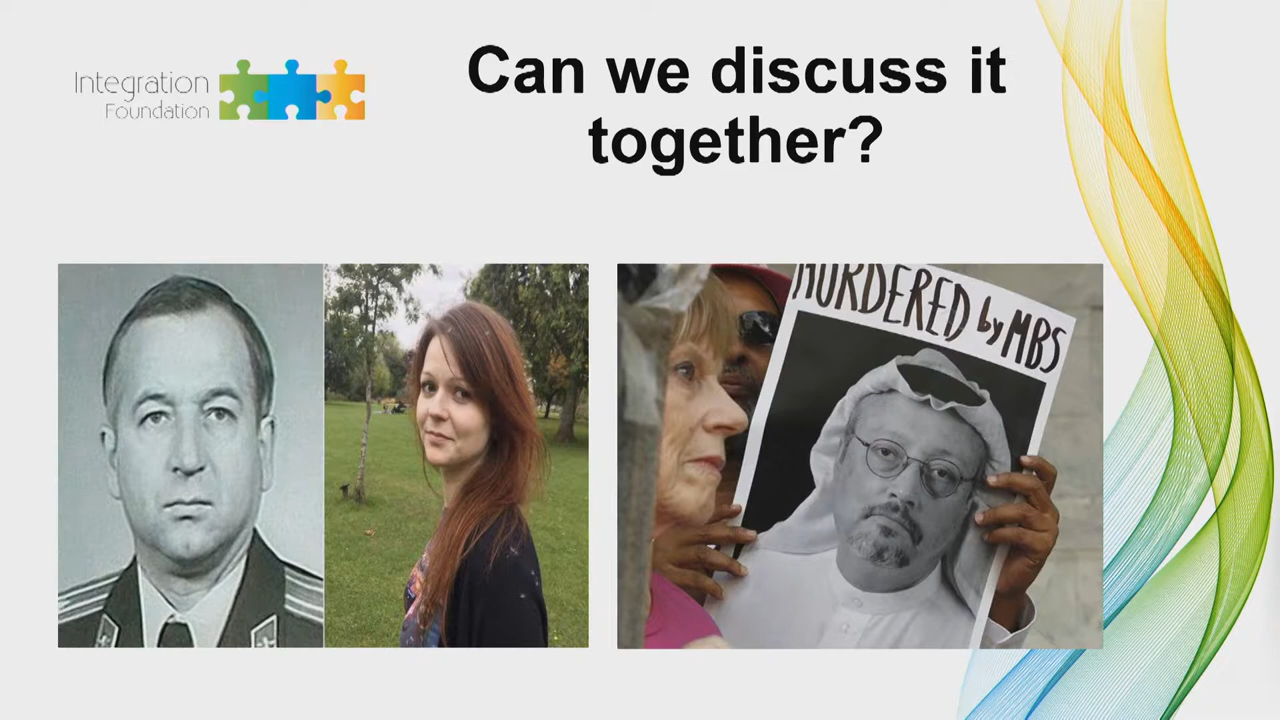 Integration
Foundation
Can we discuss it
together?
MURDERED by MBS